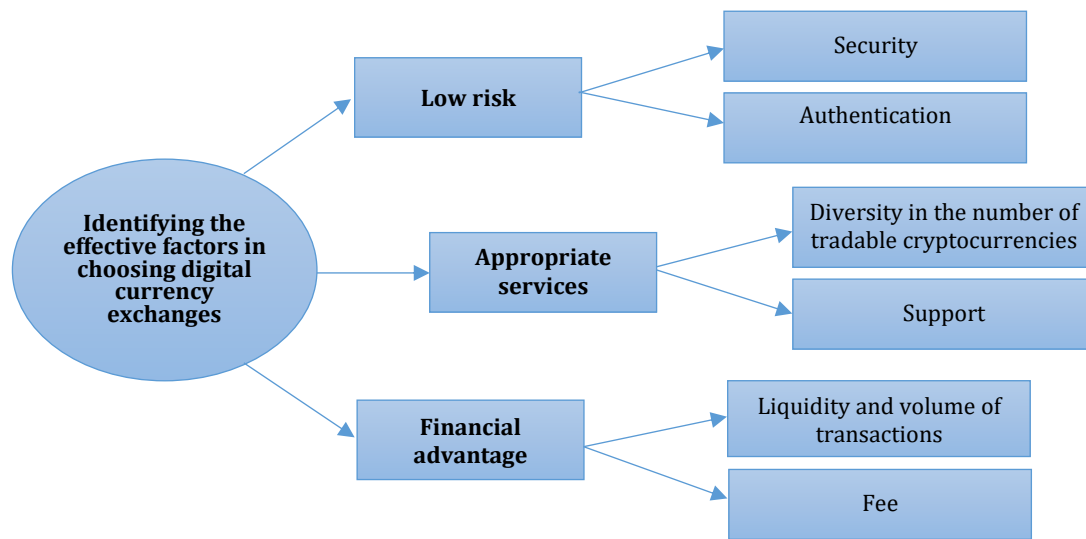 Identifying the
effective factors in
choosing digital
currency
exchanges
Low risk
Security
Authentication
Appropriate
services
Diversity in the number of
tradable cryptocurrencies
Support
Financial
advantage
Liquidity and volume of
transactions
Fee